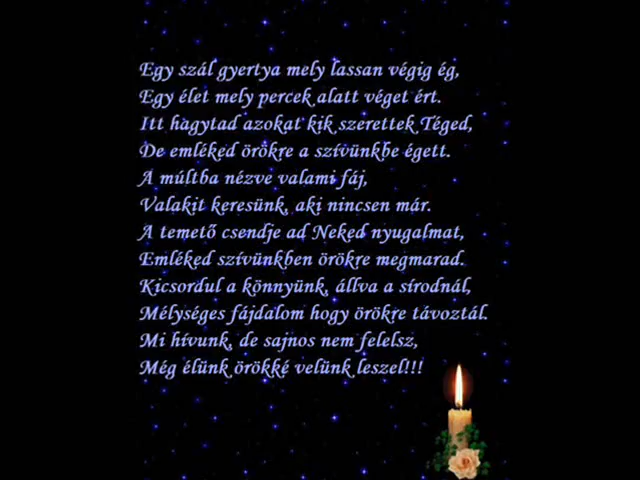 Egy szál gyertya mely lassan végig ég,
Egy élet mely percek alatt véget ért.
Itt hagytad azokat kik szerettek Téged,
De emléked örökre a szívünkbe égett.
A múltba nézve valami fáj,
Valakit keresünk, aki nincsen már.
A temető csendje ad Neked nyugalmat,
Emléked szívünkben örökre megmarad.
Kicsordul a könnyünk, állva a sírodnál,
Mélységes fájdalom hogy örökre távoztál.
Mi hívunk, de sajnos nem felelsz,
Még élünk örökké velünk leszel!!!